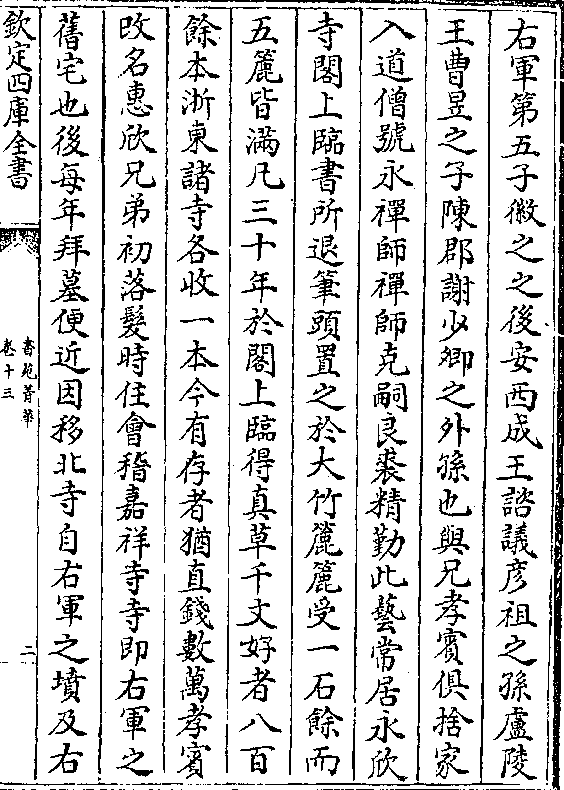 右軍第五子徽之之後安西成王諮議彦祖之孫盧陵
王曹昱之子陳郡謝少卿之外孫也與兄孝賓俱捨家
入道僧號永禪師禪師克嗣良裘精勤此藝常居永欣
寺閣上臨書所退筆頭置之於大竹簏簏受一石餘而
五簏皆滿凡三十年於閣上臨得真草千文好者八百
餘本浙東諸寺各收一本今有存者猶直錢數萬孝賓
改名惠欣兄弟初落髮時住會稽嘉祥寺寺即右軍之
舊宅也後每年拜墓便近因移此寺自右軍之墳及右
欽定四庫全書
書苑菁華
卷十三
二